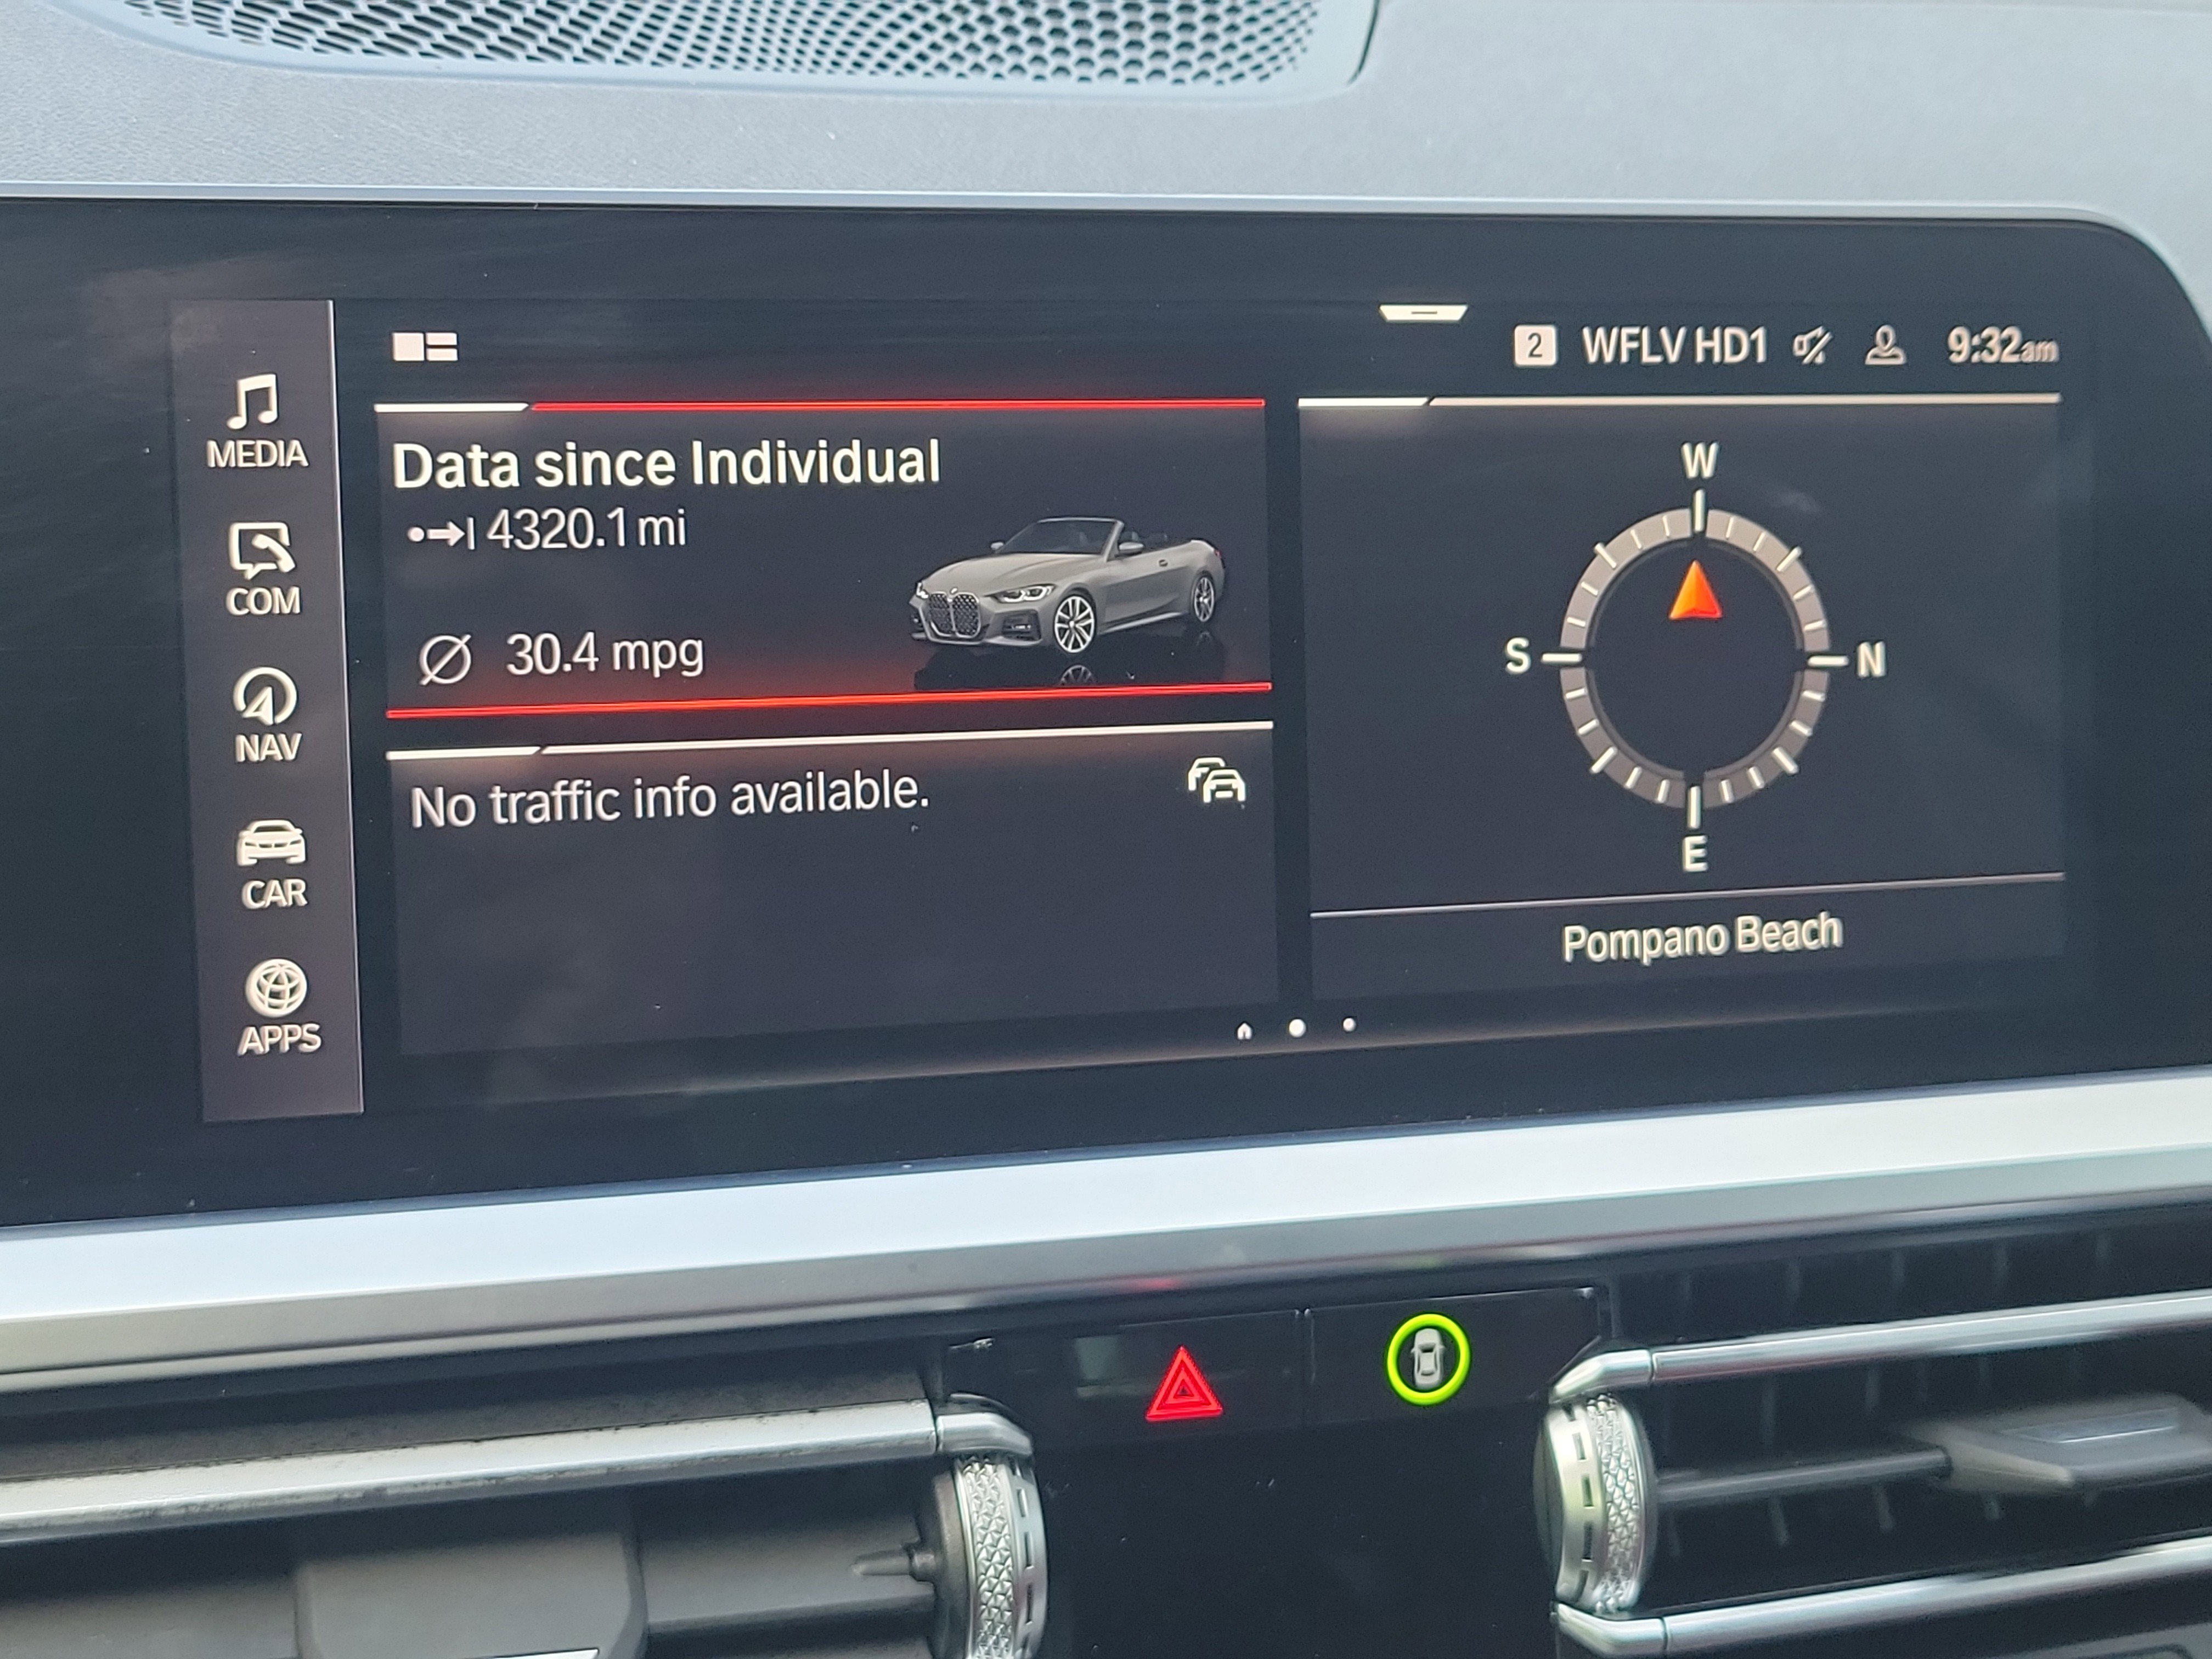 2 WFLV HD1 9:32am
MEDIA
COM
NAV
CAR
APPS
Data since Individual
4320.1 mi
30.4 mpg
No traffic info available.
W
S
N
E
Pompano Beach